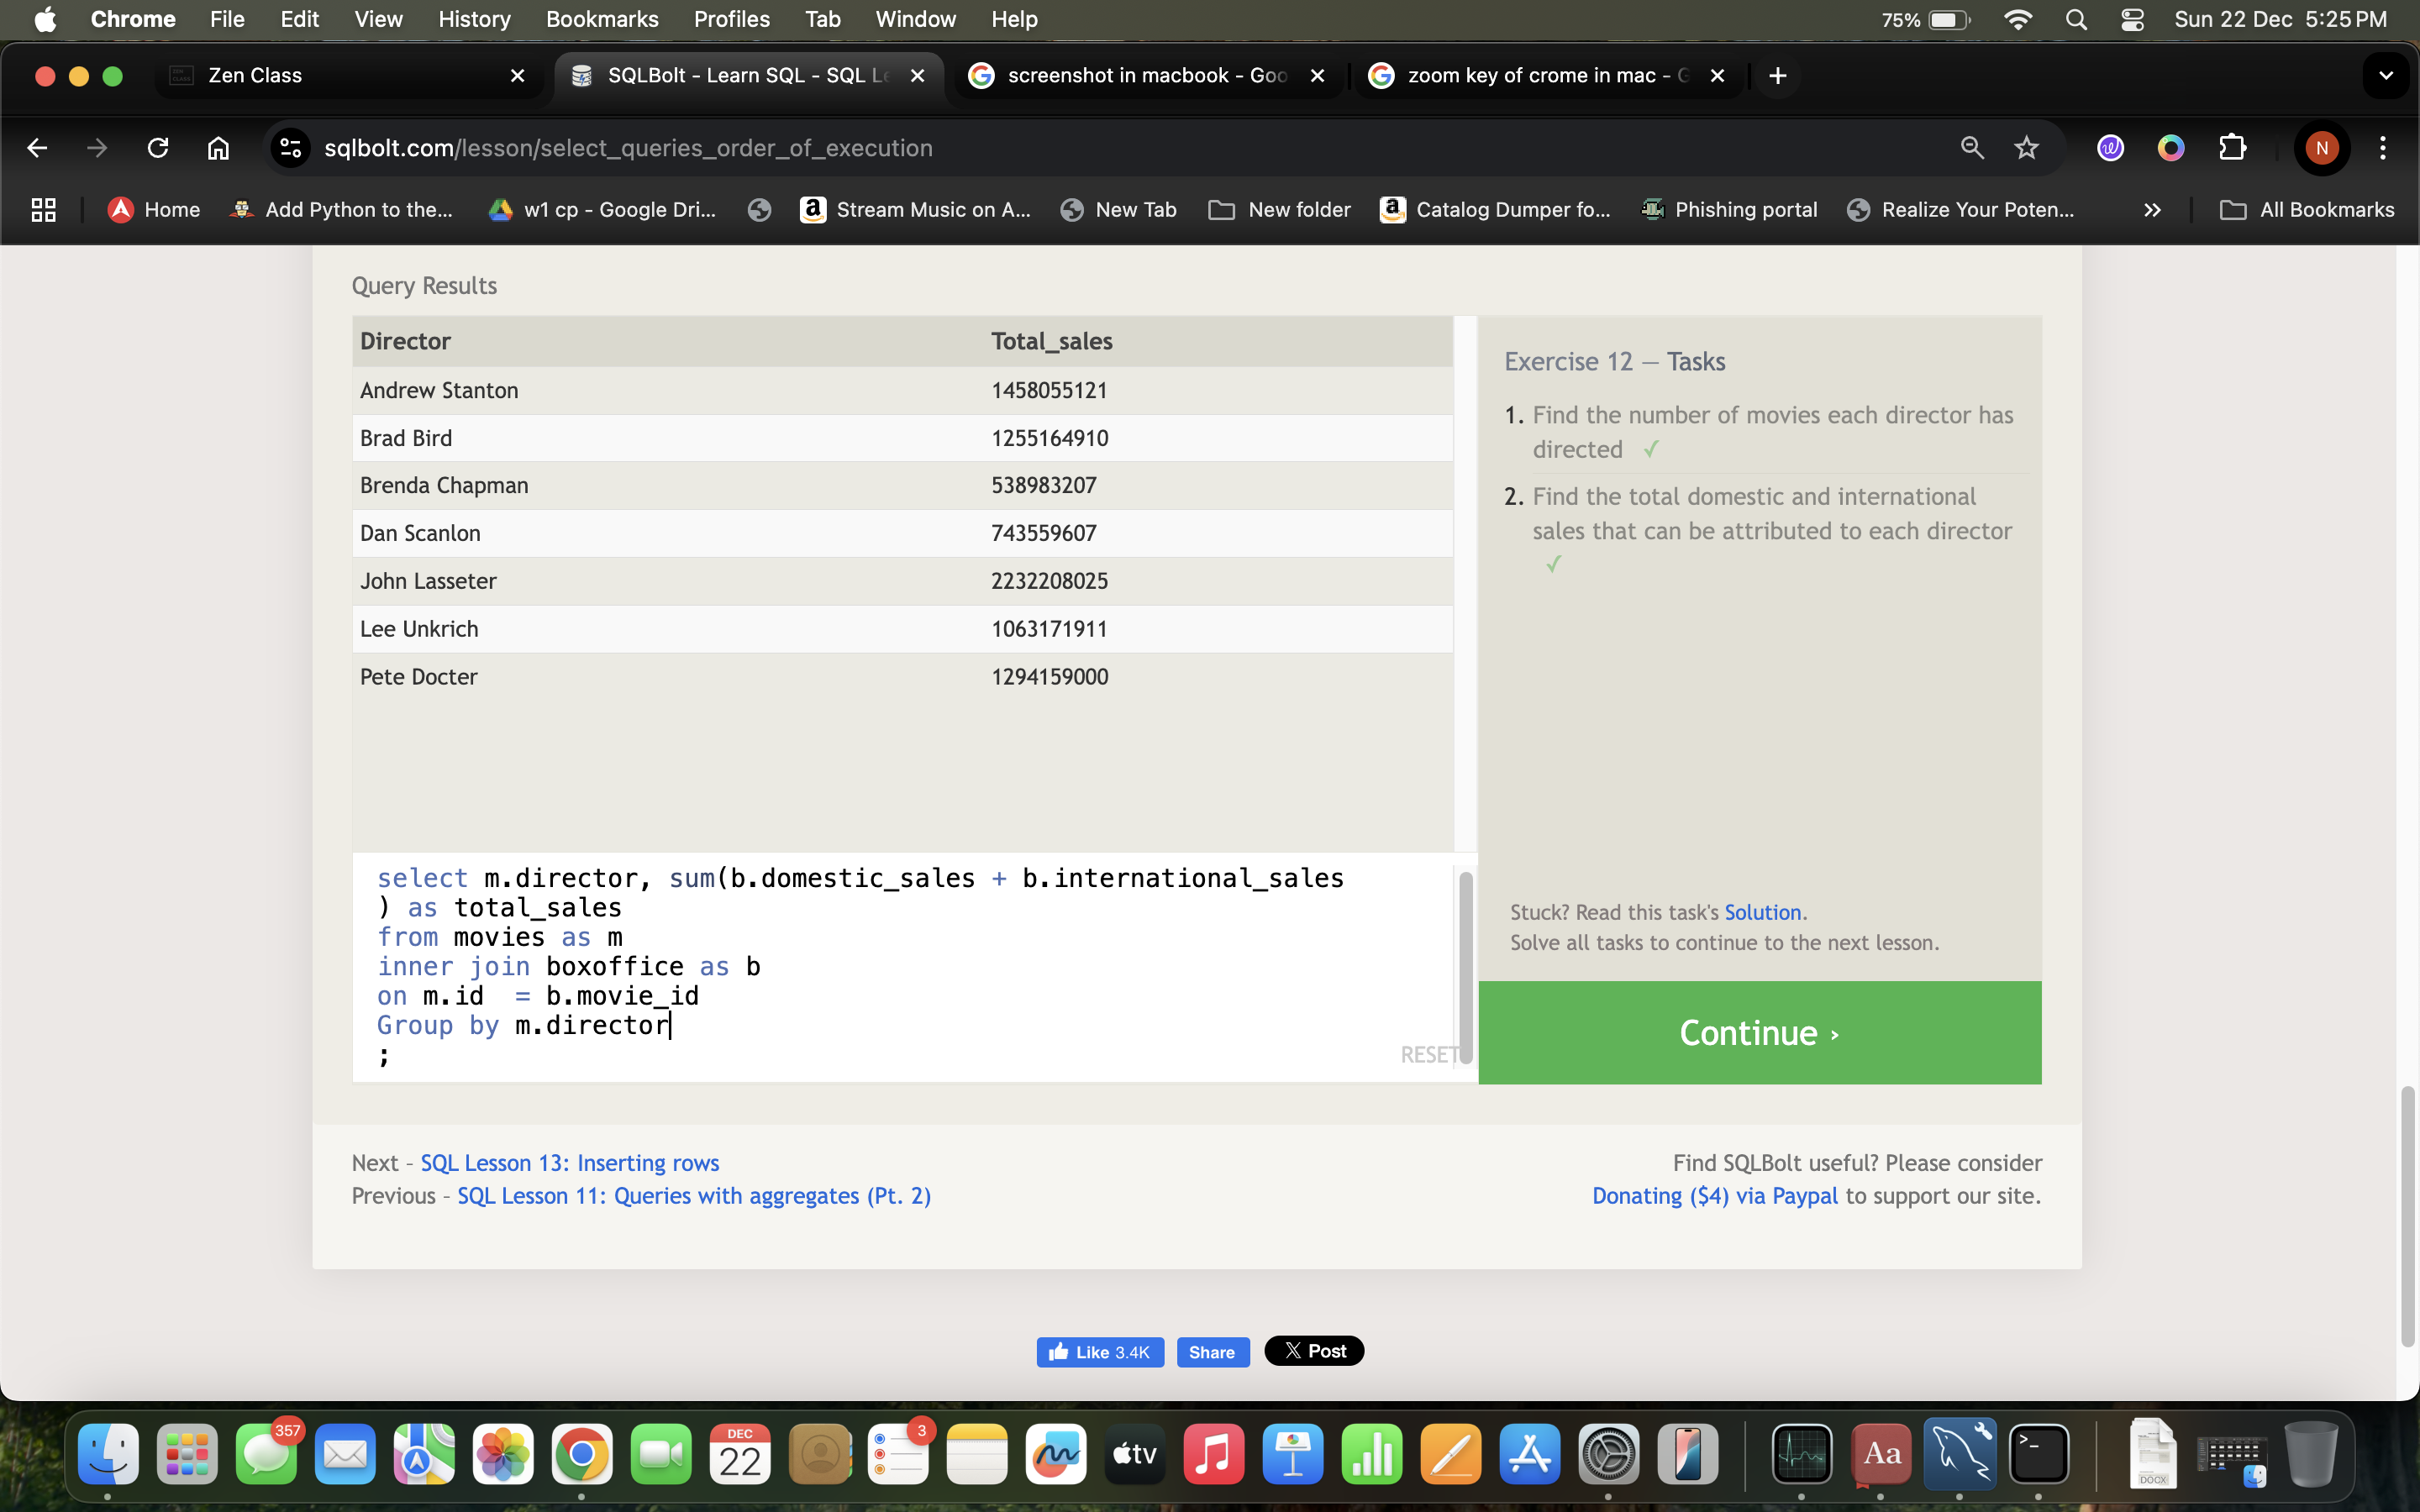 Chrome File Edit View History Bookmarks Profiles Tab Window Help 75% Sun 22 Dec 5:25 PM
Zen Class SQLBolt - Learn SQL - SQL Le screenshot in macbook - Goo zoom key of crome in mac - G
sqlbolt.com/lesson/select_queries_order_of_execution N
Home Add Python to the... w1 cp - Google Dri... Stream Music on A... New Tab New folder Catalog Dumper fo... Phishing portal Realize Your Poten... All Bookmarks
Query Results
Director Total_sales
Andrew Stanton 1458055121
Brad Bird 1255164910
Brenda Chapman 538983207
Dan Scanlon 743559607
John Lasseter 2232208025
Lee Unkrich 1063171911
Pete Docter 1294159000
select m.director, sum(b.domestic_sales + b.international_sales
) as total_sales
from movies as m
inner join boxoffice as b
on m.id  = b.movie_id
Group by m.director
;
RESET
Exercise 12 — Tasks
1. Find the number of movies each director has
directed ✓
2. Find the total domestic and international
sales that can be attributed to each director
✓
Stuck? Read this task's Solution.
Solve all tasks to continue to the next lesson.
Continue ›
Next – SQL Lesson 13: Inserting rows
Previous – SQL Lesson 11: Queries with aggregates (Pt. 2)
Find SQLBolt useful? Please consider
Donating ($4) via Paypal to support our site.
Like 3.4K Share X Post
357 DEC 22 3 tv Aa >_ DOCX